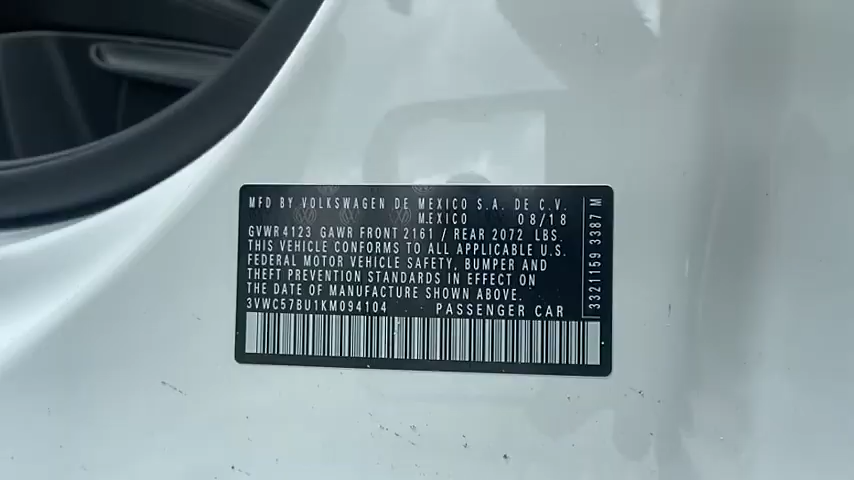 MFD BY VOLKSWAGEN DE MEXICO S.A. DE C.V.
MEXICO 08/18
GVWR 4123 GAWR FRONT 2161 / REAR 2072 LBS
THIS VEHICLE CONFORMS TO ALL APPLICABLE U.S.
FEDERAL MOTOR VEHICLE SAFETY, BUMPER AND
THEFT PREVENTION STANDARDS IN EFFECT ON
THE DATE OF MANUFACTURE SHOWN ABOVE.
3VWC57BU1KM094104 PASSENGER CAR
3321159 3387 M